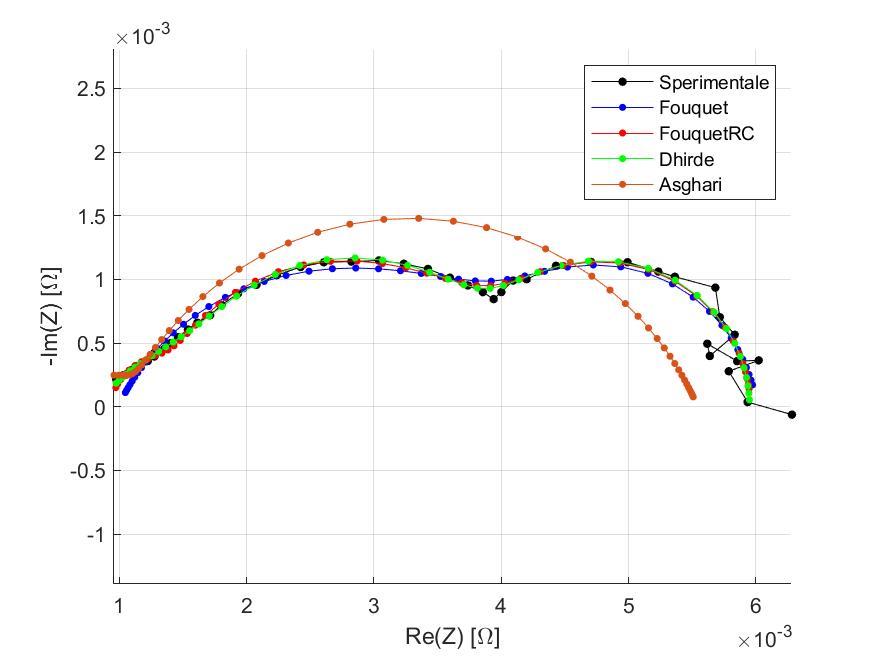 ×10⁻³
2.5
2
1.5
1
0.5
0
-0.5
-1
-Im(Z) [Ω]
Sperimentale
Fouquet
FouquetRC
Dhirde
Asghari
1 2 3 4 5 6
Re(Z) [Ω]
×10⁻³